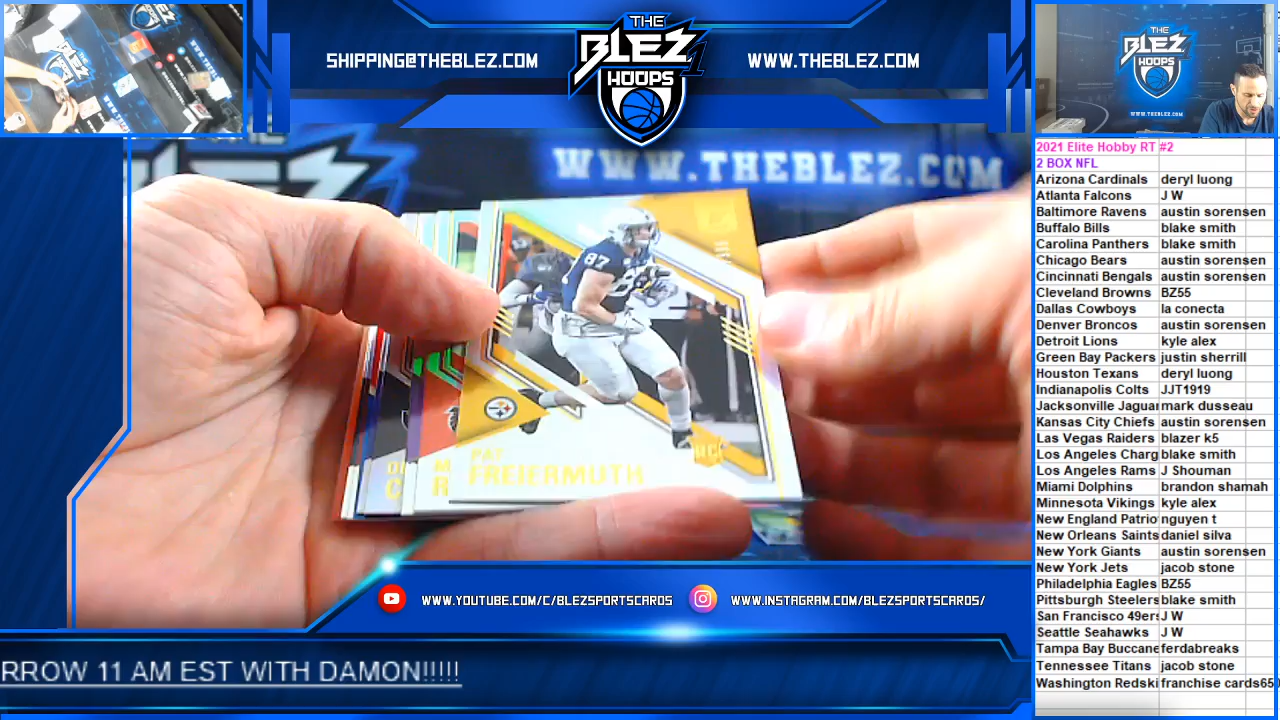 THE
BLEZ
HOOPS
1
SHIPPING@THEBLEZ.COM
WWW.THEBLEZ.COM
WWW.THEBLEZ.COM
87
PAT
FREIERMUTH
RC
M
R
C
WWW.YOUTUBE.COM/C/BLEZSPORTSCARDS
WWW.INSTAGRAM.COM/BLEZSPORTSCARDS/
RROW 11 AM EST WITH DAMON!!!!!
THE
BLEZ
WWW.THEBLEZ.COM
2021 Elite Hobby RT #2
2 BOX NFL
Arizona Cardinals deryl luong
Atlanta Falcons J W
Baltimore Ravens austin sorensen
Buffalo Bills blake smith
Carolina Panthers blake smith
Chicago Bears austin sorensen
Cincinnati Bengals austin sorensen
Cleveland Browns BZ55
Dallas Cowboys la conecta
Denver Broncos austin sorensen
Detroit Lions kyle alex
Green Bay Packers justin sherrill
Houston Texans deryl luong
Indianapolis Colts JJT1919
Jacksonville Jaguar mark dusseau
Kansas City Chiefs austin sorensen
Las Vegas Raiders blazer k5
Los Angeles Charg blake smith
Los Angeles Rams J Shouman
Miami Dolphins brandon shamah
Minnesota Vikings kyle alex
New England Patrio nguyen t
New Orleans Saints daniel silva
New York Giants austin sorensen
New York Jets jacob stone
Philadelphia Eagles BZ55
Pittsburgh Steelers blake smith
San Francisco 49ers J W
Seattle Seahawks J W
Tampa Bay Buccane ferdabreaks
Tennessee Titans jacob stone
Washington Redski franchise cards650